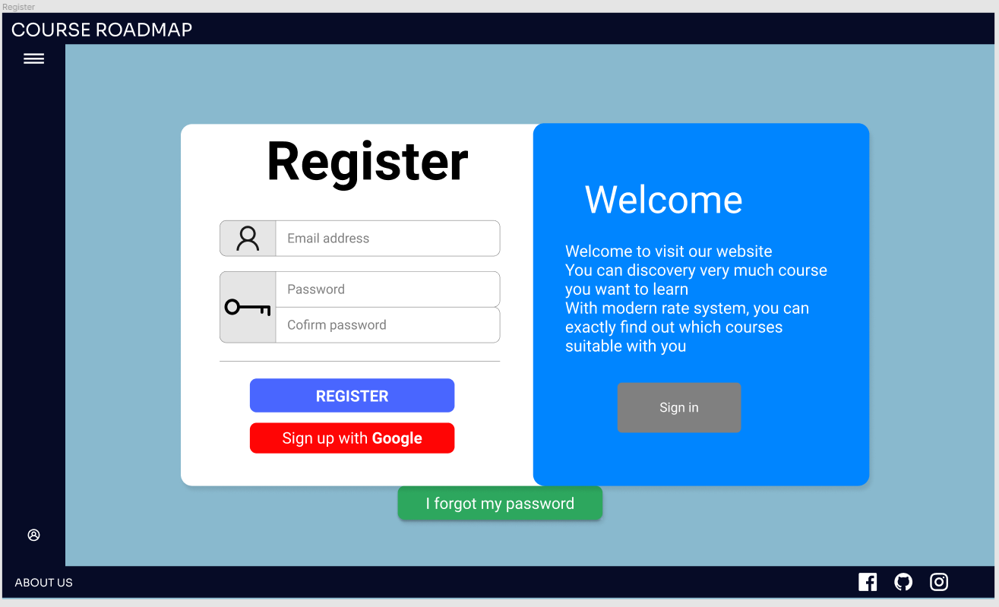 Register
COURSE ROADMAP
Register
Email address
Password
Cofirm password
REGISTER
Sign up with Google
Welcome
Welcome to visit our website
You can discovery very much course
you want to learn
With modern rate system, you can
exactly find out which courses
suitable with you
Sign in
I forgot my password
ABOUT US